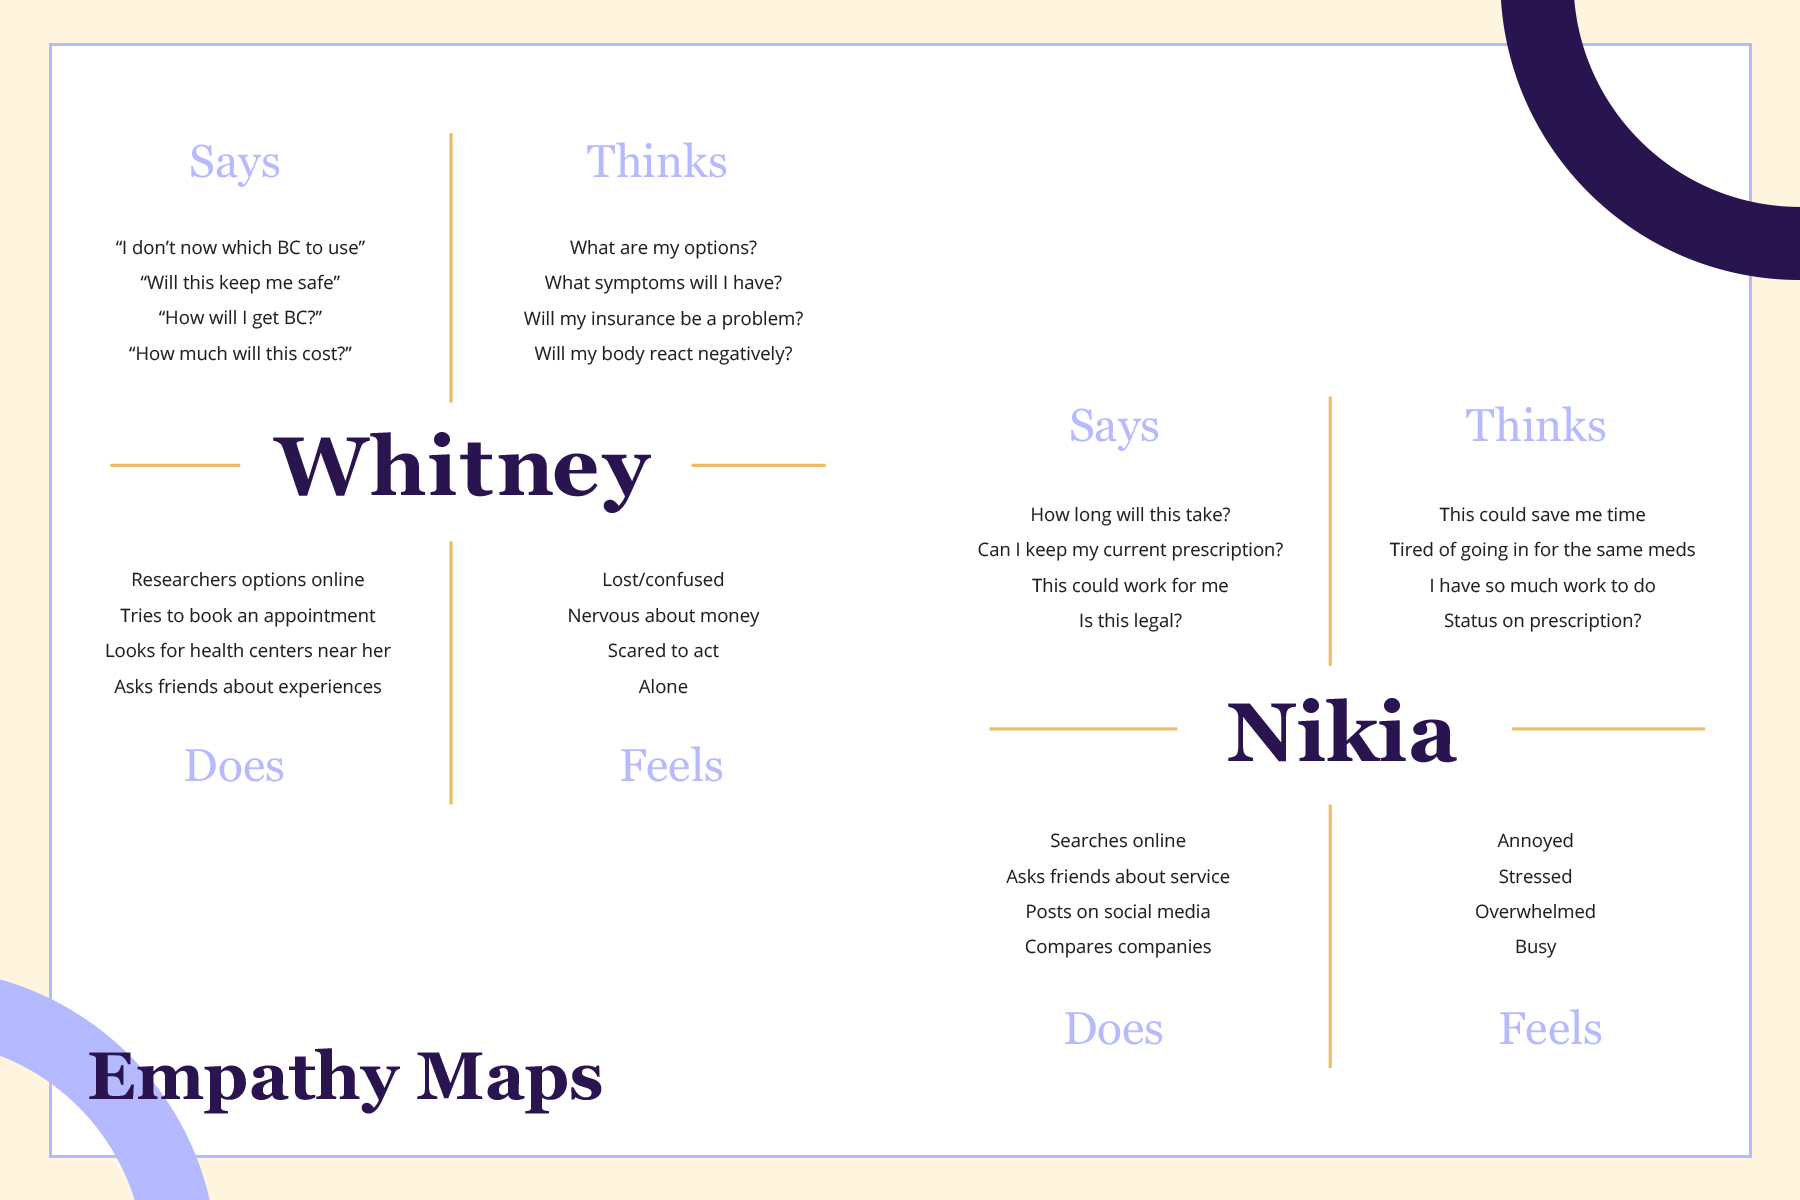 Says
“I don’t now which BC to use”
“Will this keep me safe”
“How will I get BC?”
“How much will this cost?”
Thinks
What are my options?
What symptoms will I have?
Will my insurance be a problem?
Will my body react negatively?
Whitney
Researchers options online
Tries to book an appointment
Looks for health centers near her
Asks friends about experiences
Does
Lost/confused
Nervous about money
Scared to act
Alone
Feels
Says
How long will this take?
Can I keep my current prescription?
This could work for me
Is this legal?
Thinks
This could save me time
Tired of going in for the same meds
I have so much work to do
Status on prescription?
Nikia
Searches online
Asks friends about service
Posts on social media
Compares companies
Does
Annoyed
Stressed
Overwhelmed
Busy
Feels
Empathy Maps